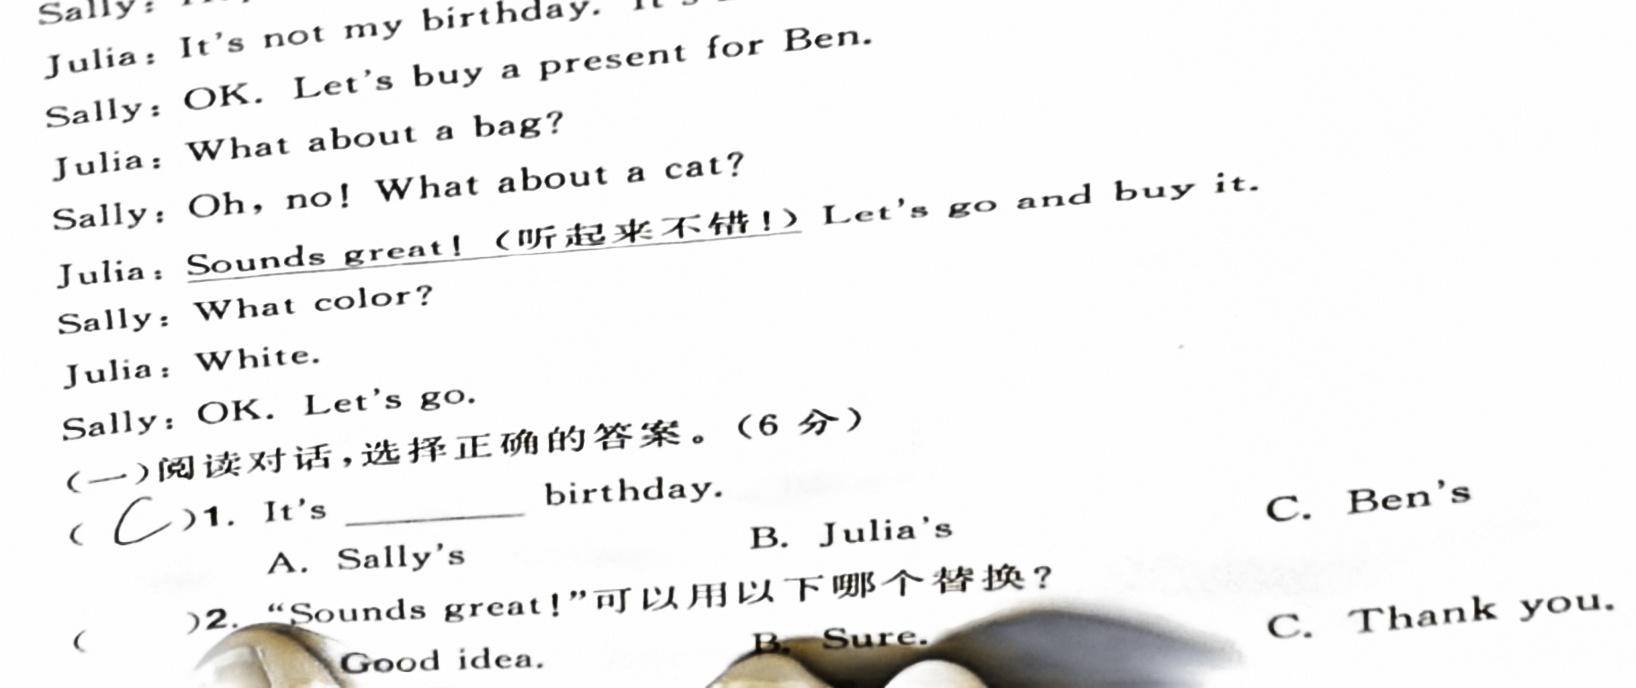 Sally:
Julia: It's not my birthday.
Sally: OK. Let's buy a present for Ben.
Julia: What about a bag?
Sally: Oh, no! What about a cat?
Julia: Sounds great!(听起来不错!) Let's go and buy it.
Sally: What color?
Julia: White.
Sally: OK. Let's go.
(一)阅读对话,选择正确的答案。(6 分)
( C )1. It's ________ birthday.
A. Sally's B. Julia's C. Ben's
( )2. “Sounds great!”可以用以下哪个替换?
Good idea. B. Sure. C. Thank you.